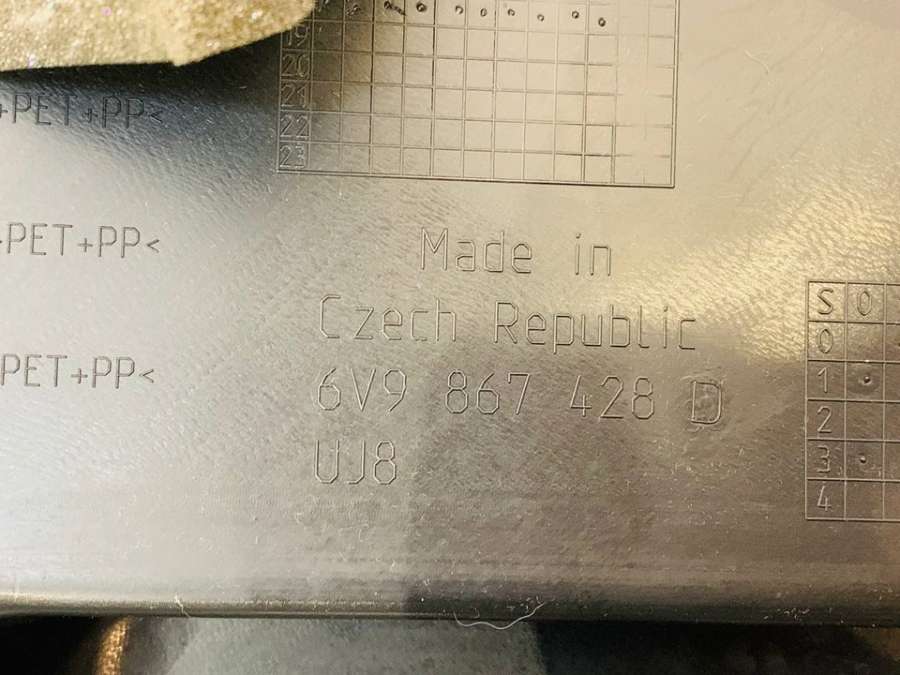 19
20
21
22
23
+PET+PP<
+PET+PP<
PET+PP<
Made in
Czech Republic
6V9 867 428 D
UJ8
S 0
0
1
2
3
4